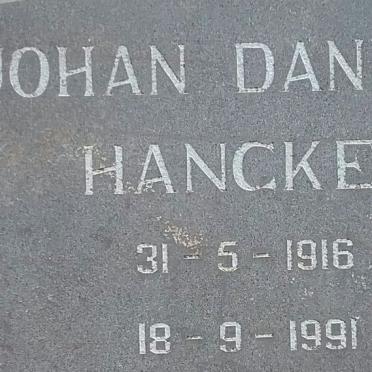 JOHAN DAN
HANCKE
31 - 5 - 1916
18 - 9 - 1991